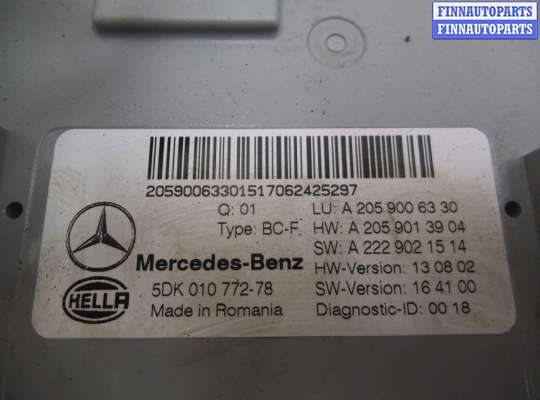 FINNAUTOPARTS
FINNAUTOPARTS
20590063301517062425297
Q: 01 LU: A 205 900 63 30
Type: BC-F HW: A 205 901 39 04
SW: A 222 902 15 14
Mercedes-Benz HW-Version: 13 08 02
HELLA 5DK 010 772-78 SW-Version: 16 41 00
Made in Romania Diagnostic-ID: 00 18